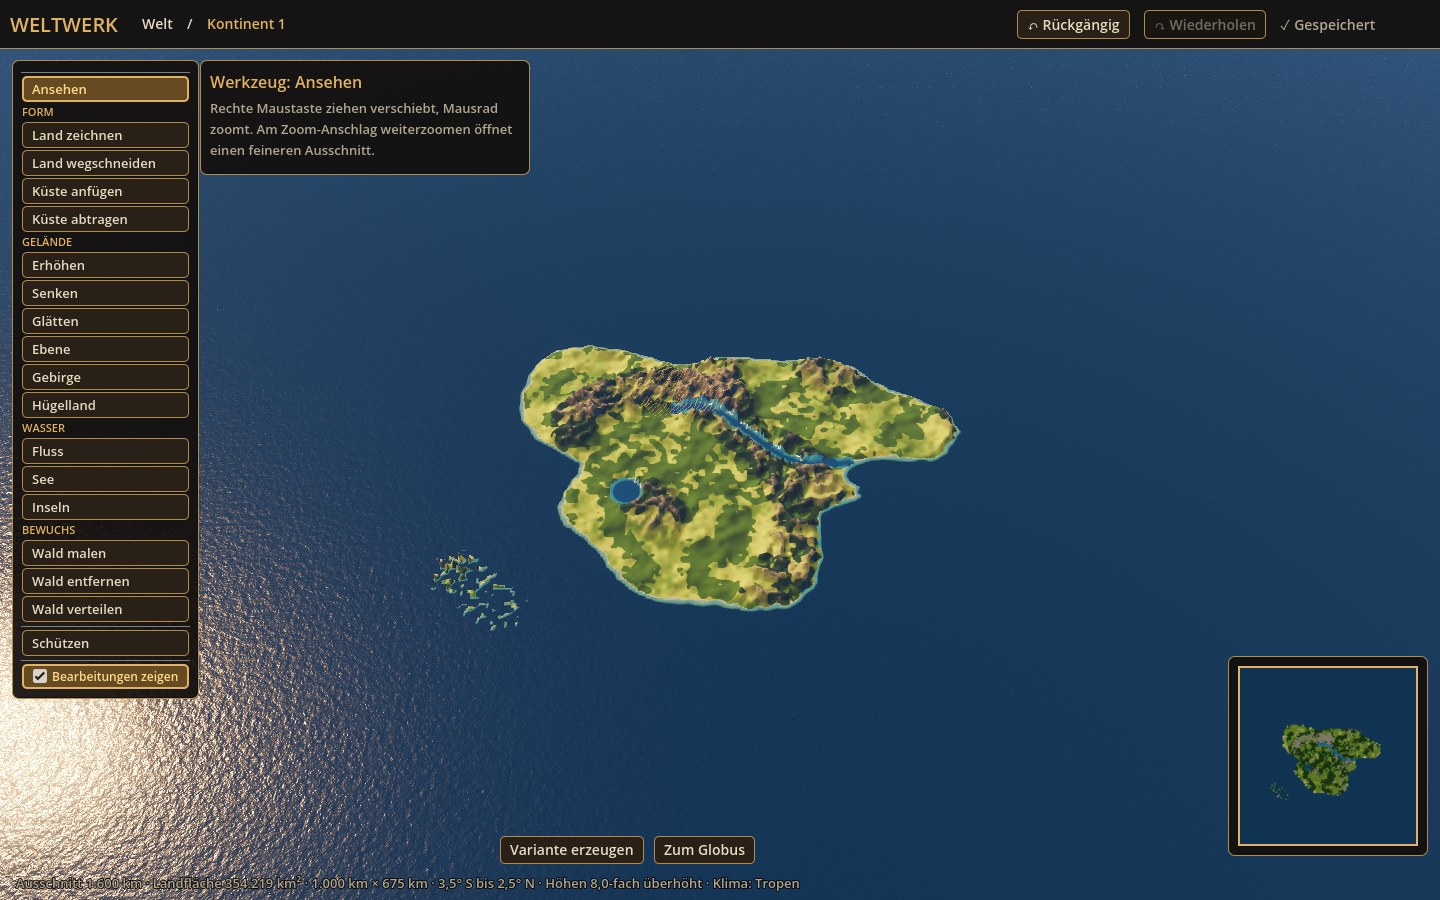 WELTWERK Welt / Kontinent 1 Rückgängig Wiederholen ✓ Gespeichert
Ansehen
FORM
Land zeichnen
Land wegschneiden
Küste anfügen
Küste abtragen
GELÄNDE
Erhöhen
Senken
Glätten
Ebene
Gebirge
Hügelland
WASSER
Fluss
See
Inseln
BEWUCHS
Wald malen
Wald entfernen
Wald verteilen
Schützen
Bearbeitungen zeigen
Werkzeug: Ansehen
Rechte Maustaste ziehen verschiebt, Mausrad
zoomt. Am Zoom-Anschlag weiterzoomen öffnet
einen feineren Ausschnitt.
Variante erzeugen Zum Globus
Ausschnitt 1.600 km · Landfläche 354.219 km² · 1.000 km × 675 km · 3,5° S bis 2,5° N · Höhen 8,0-fach überhöht · Klima: Tropen